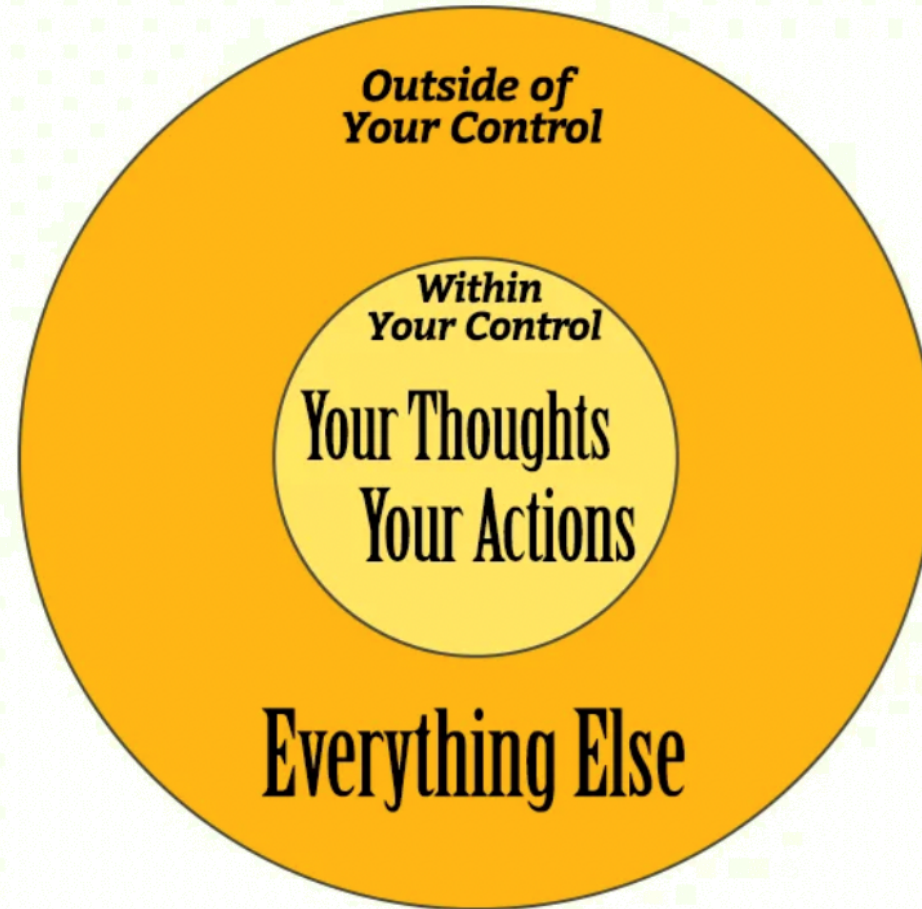 Outside of
Your Control
Within
Your Control
Your Thoughts
Your Actions
Everything Else